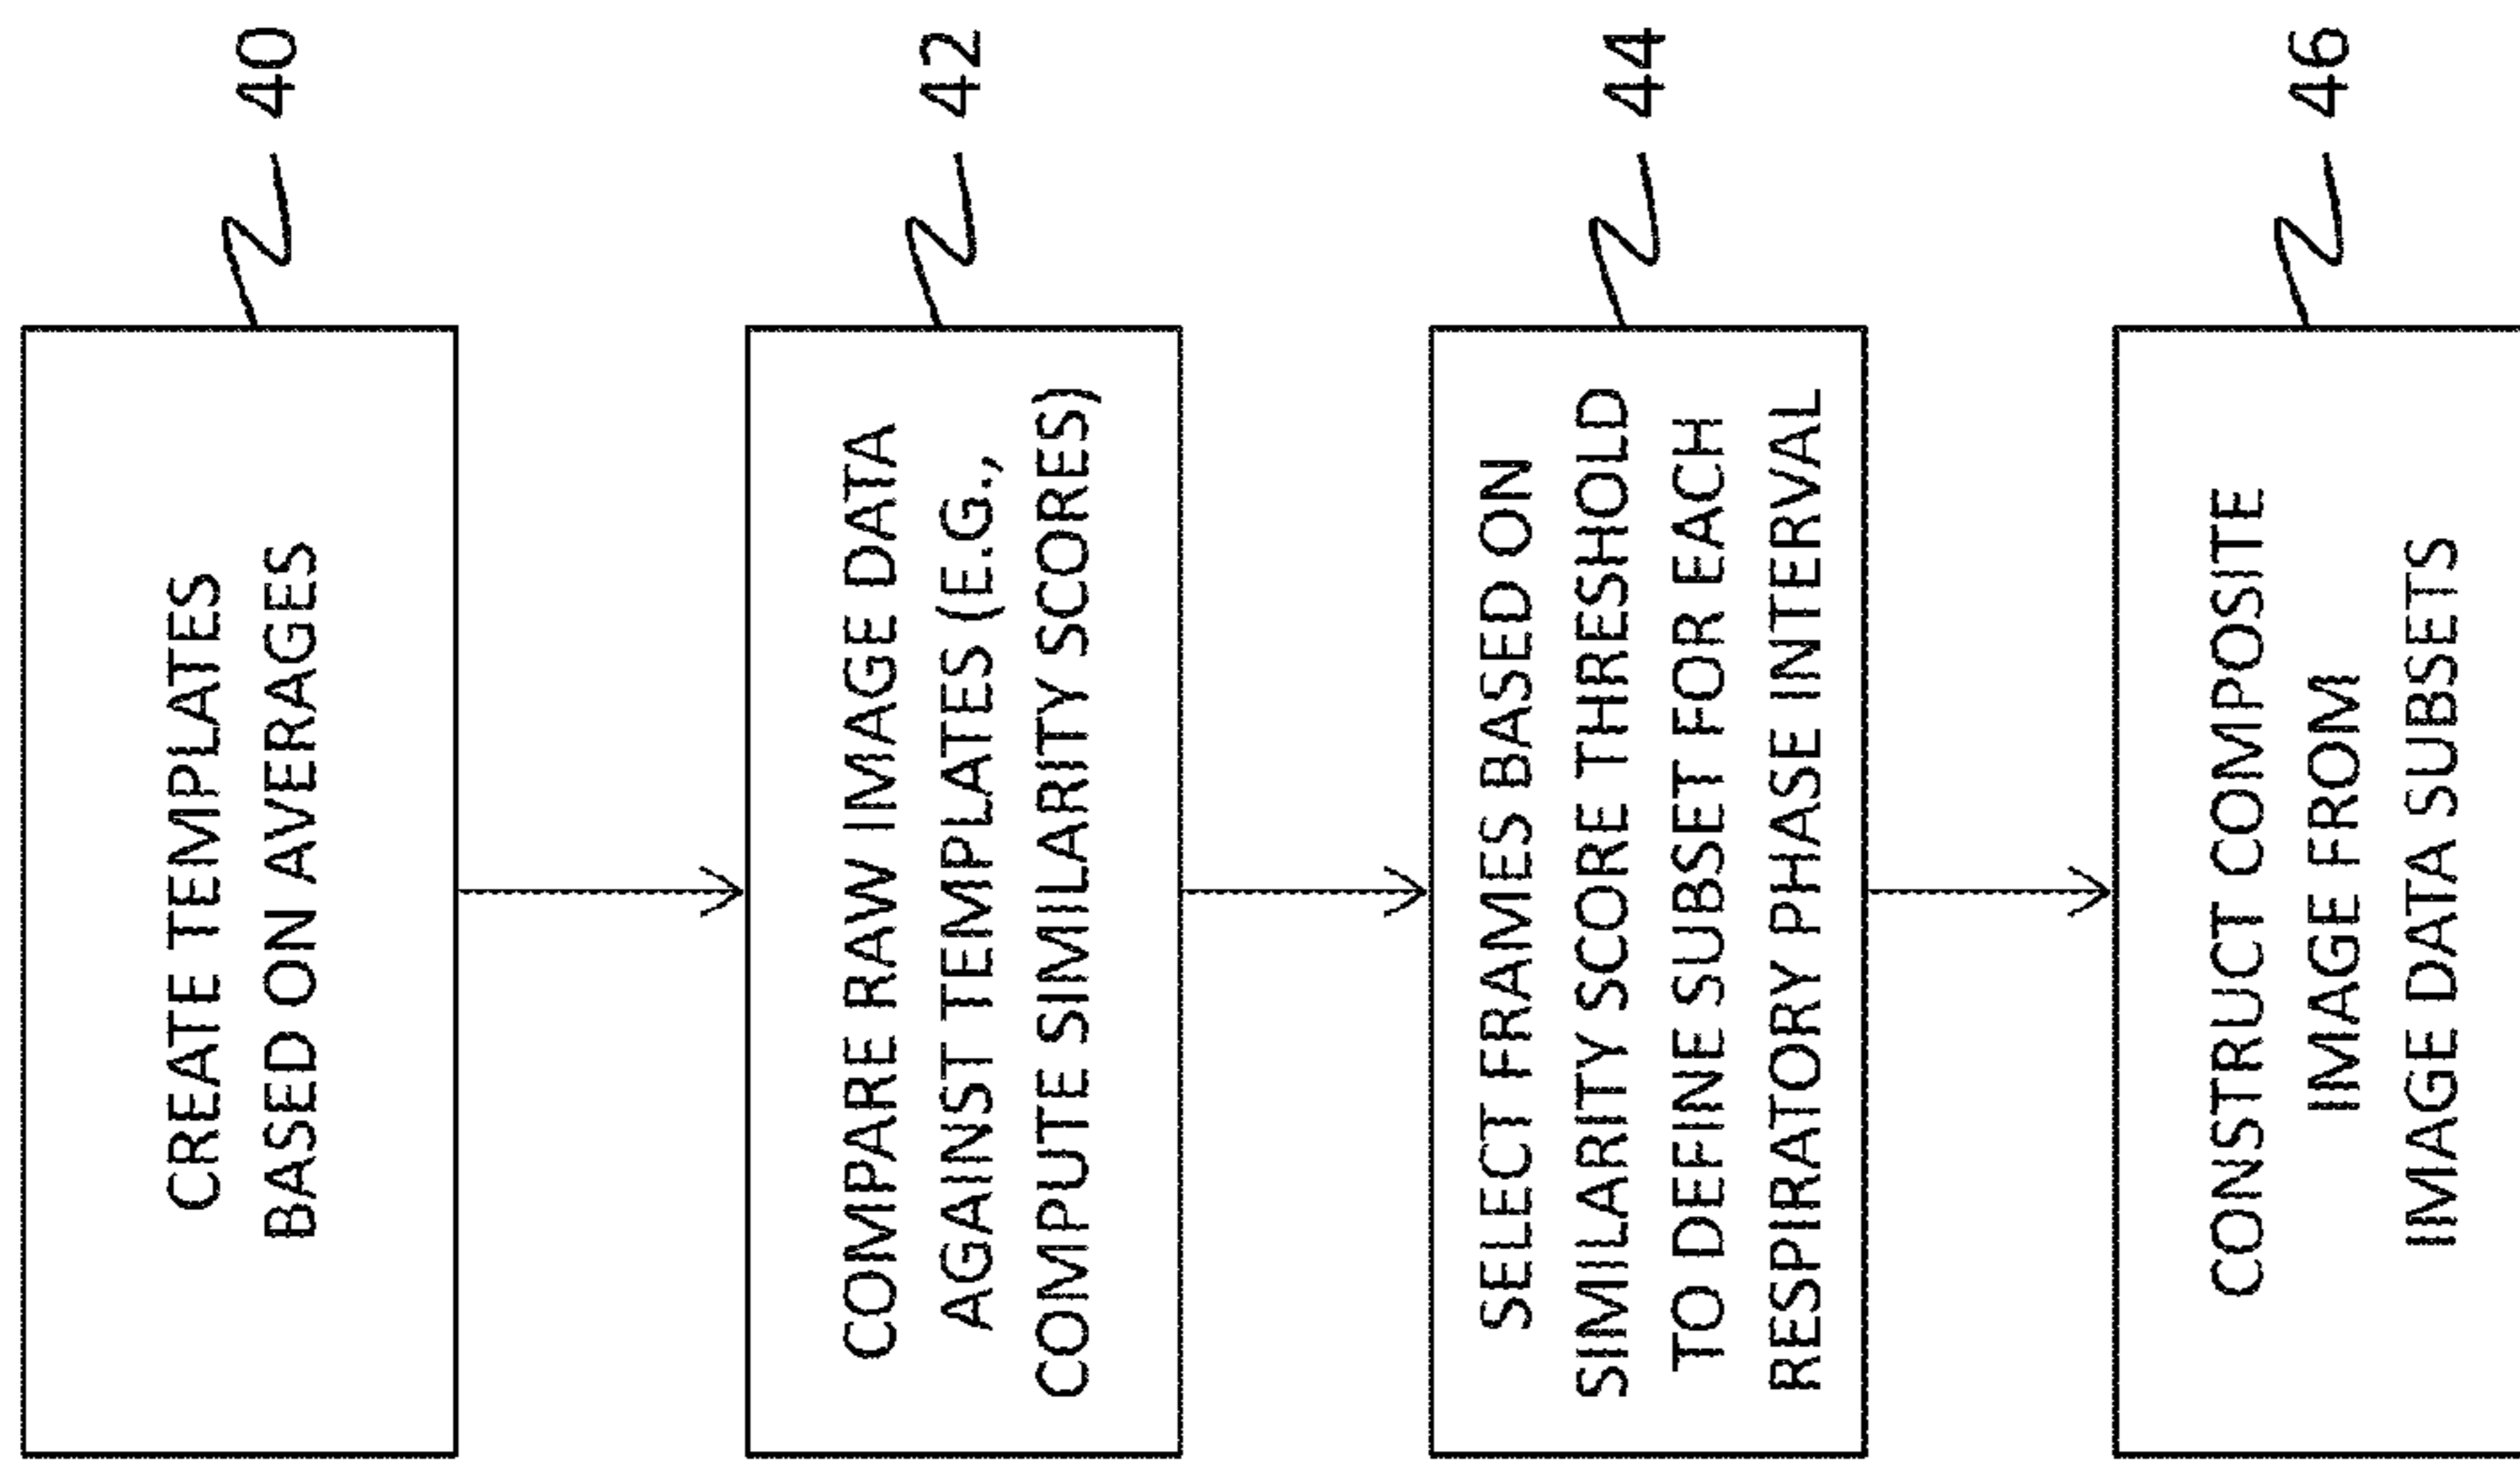 CREATE TEMPLATES
BASED ON AVERAGES
40
COMPARE RAW IMAGE DATA
AGAINST TEMPLATES (E.G.,
COMPUTE SIMILARITY SCORES)
42
SELECT FRAMES BASED ON
SIMILARITY SCORE THRESHOLD
TO DEFINE SUBSET FOR EACH
RESPIRATORY PHASE INTERVAL
44
CONSTRUCT COMPOSITE
IMAGE FROM
IMAGE DATA SUBSETS
46